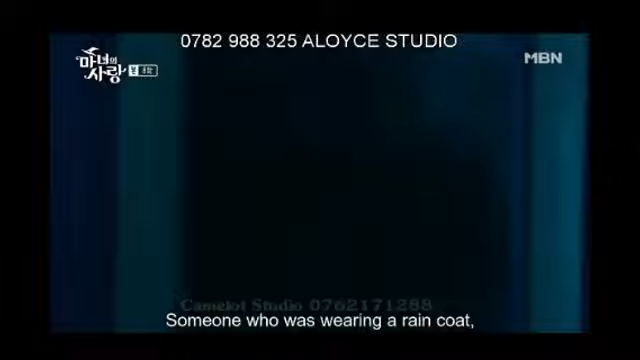 0782 988 325 ALOYCE STUDIO
마녀의
사랑
MBN
Camelot Studio 0762171288
Someone who was wearing a rain coat,